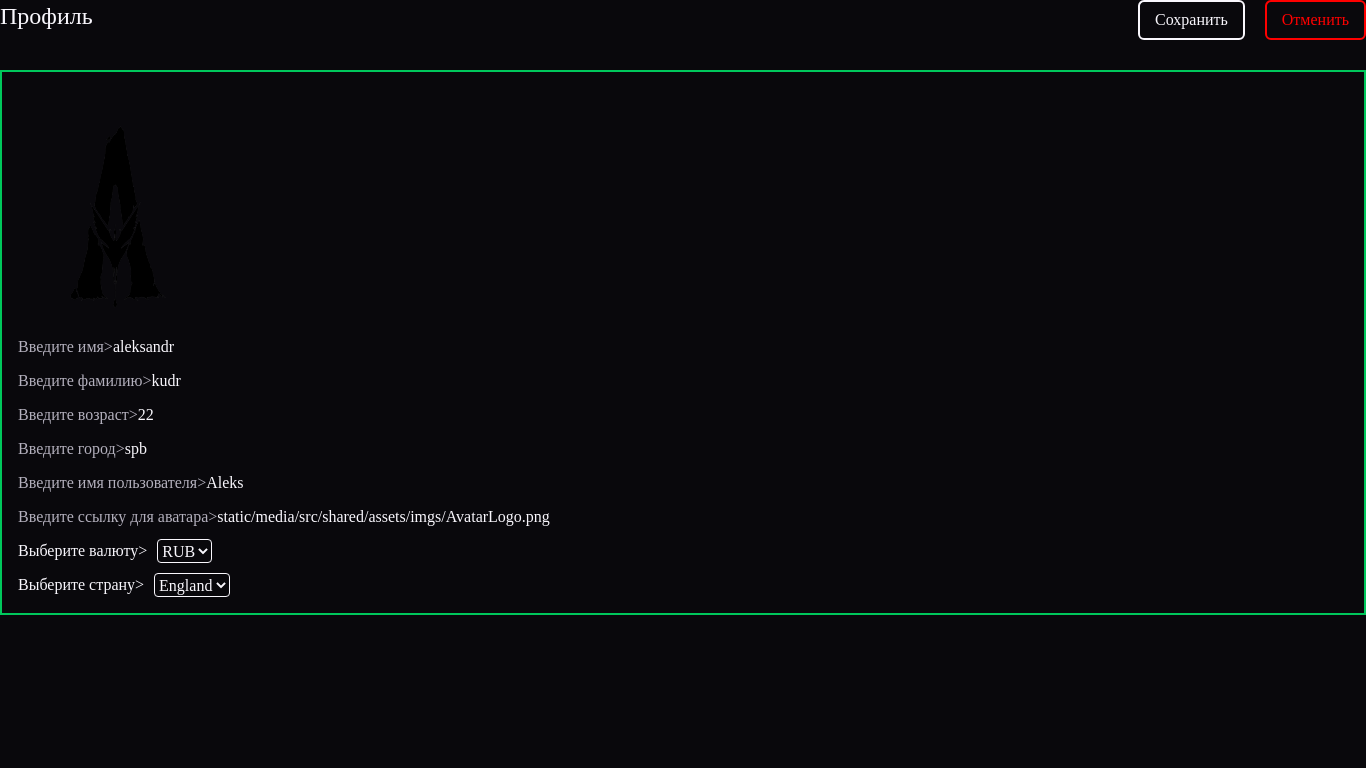 Профиль
Сохранить
Отменить
Введите имя>aleksandr
Введите фамилию>kudr
Введите возраст>22
Введите город>spb
Введите имя пользователя>Aleks
Введите ссылку для аватара>static/media/src/shared/assets/imgs/AvatarLogo.png
Выберите валюту> RUB
Выберите страну> England